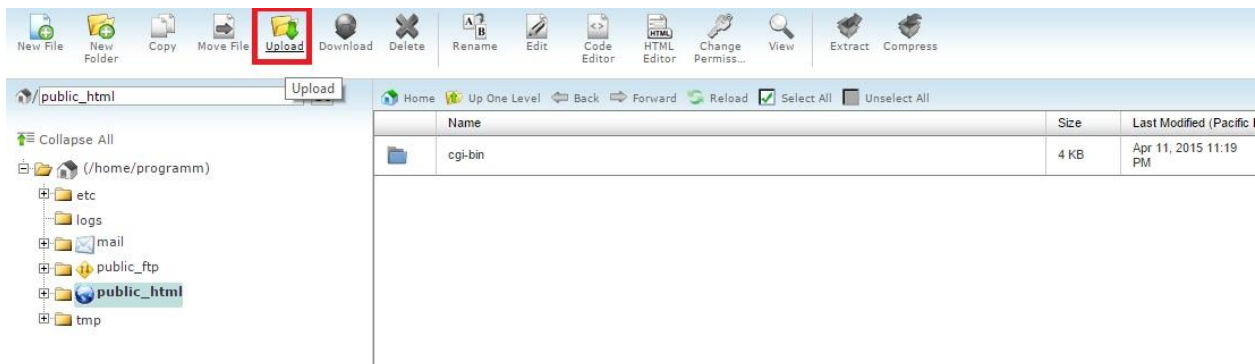 New File
New Folder
Copy
Move File
Upload
Download
Delete
A B
Rename
Edit
Code Editor
HTML
HTML Editor
Change Permiss...
View
Extract
Compress
Upload
/ public_html
Home Up One Level Back Forward Reload Select All Unselect All
Collapse All
(/home/programm)
etc
logs
mail
public_ftp
public_html
tmp
Name Size Last Modified (Pacific
cgi-bin 4 KB Apr 11, 2015 11:19
PM